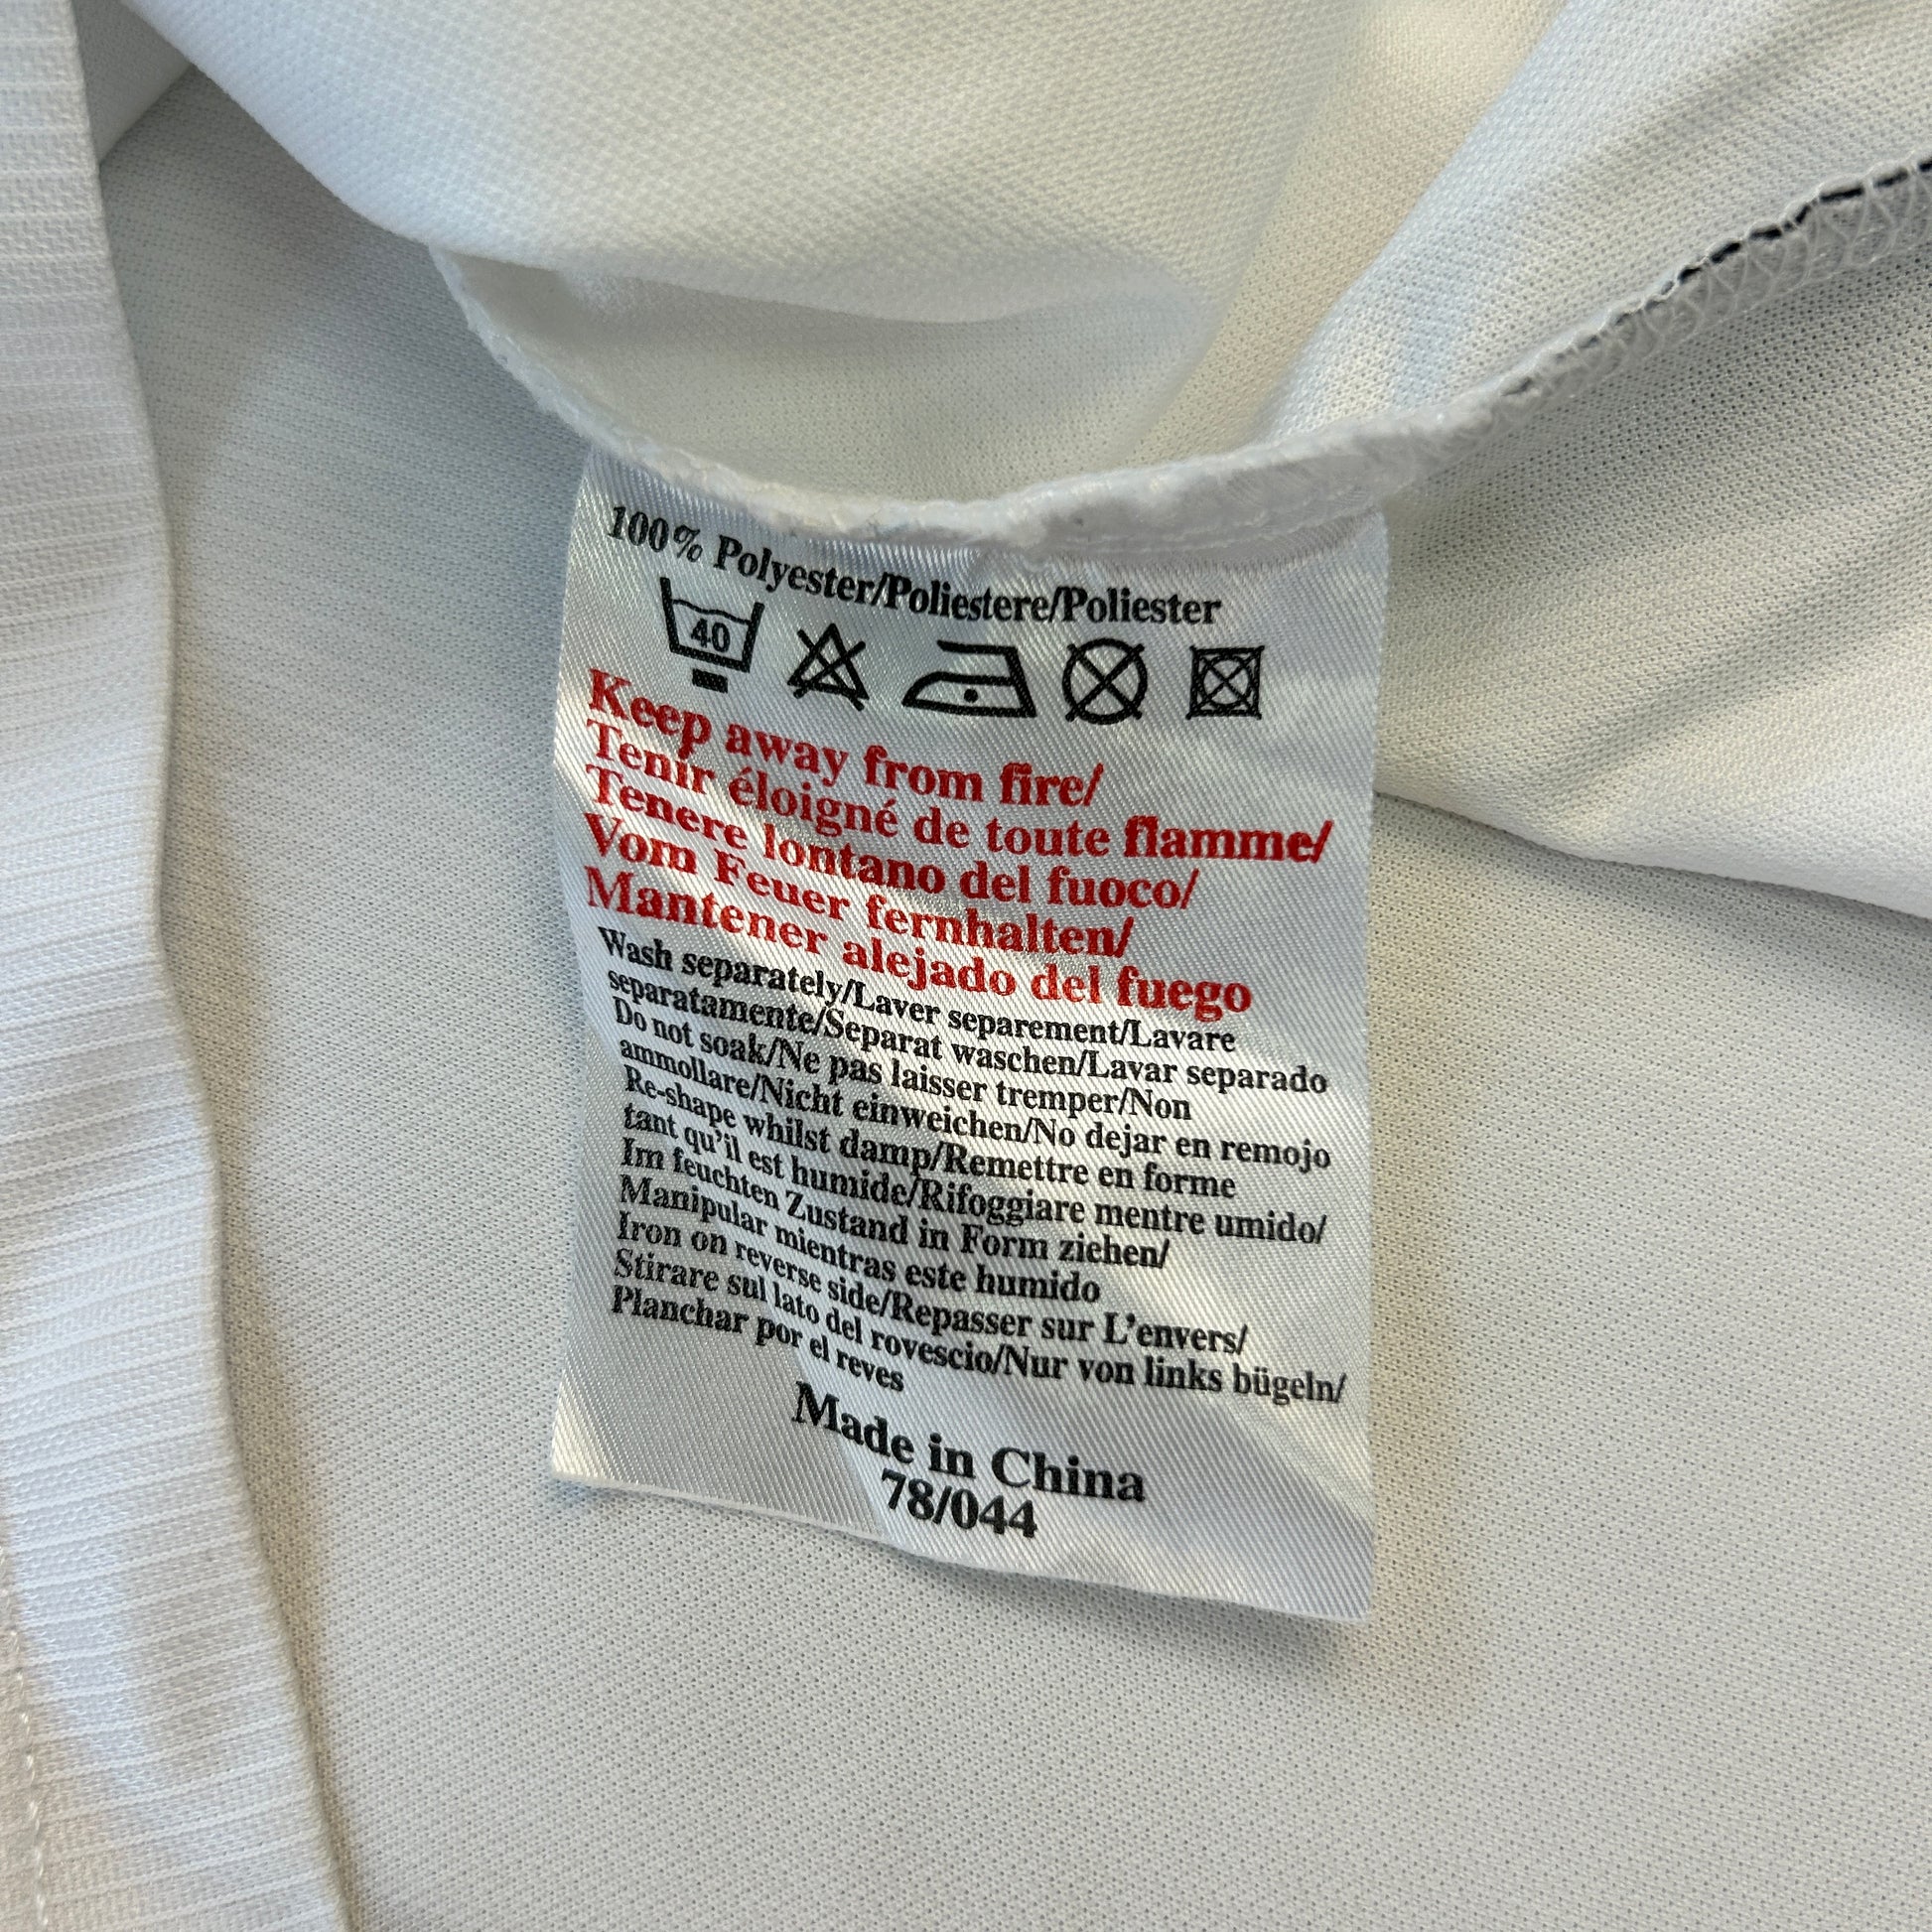 100% Polyester/Poliestere/Poliester
40
Keep away from fire/
Tenir éloigné de toute flamme/
Tenere lontano del fuoco/
Vom Feuer fernhalten/
Mantener alejado del fuego
Wash separately/Laver separement/Lavare
separatamente/Separat waschen/Lavar separado
Do not soak/Ne pas laisser tremper/Non
ammollare/Nicht einweichen/No dejar en remojo
Re-shape whilst damp/Remettre en forme
tant qu'il est humide/Rifoggiare mentre umido/
Im feuchten Zustand in Form ziehen/
Manipular mientras este humido
Iron on reverse side/Repasser sur L'envers/
Stirare sul lato del rovescio/Nur von links bügeln/
Planchar por el reves
Made in China
78/044